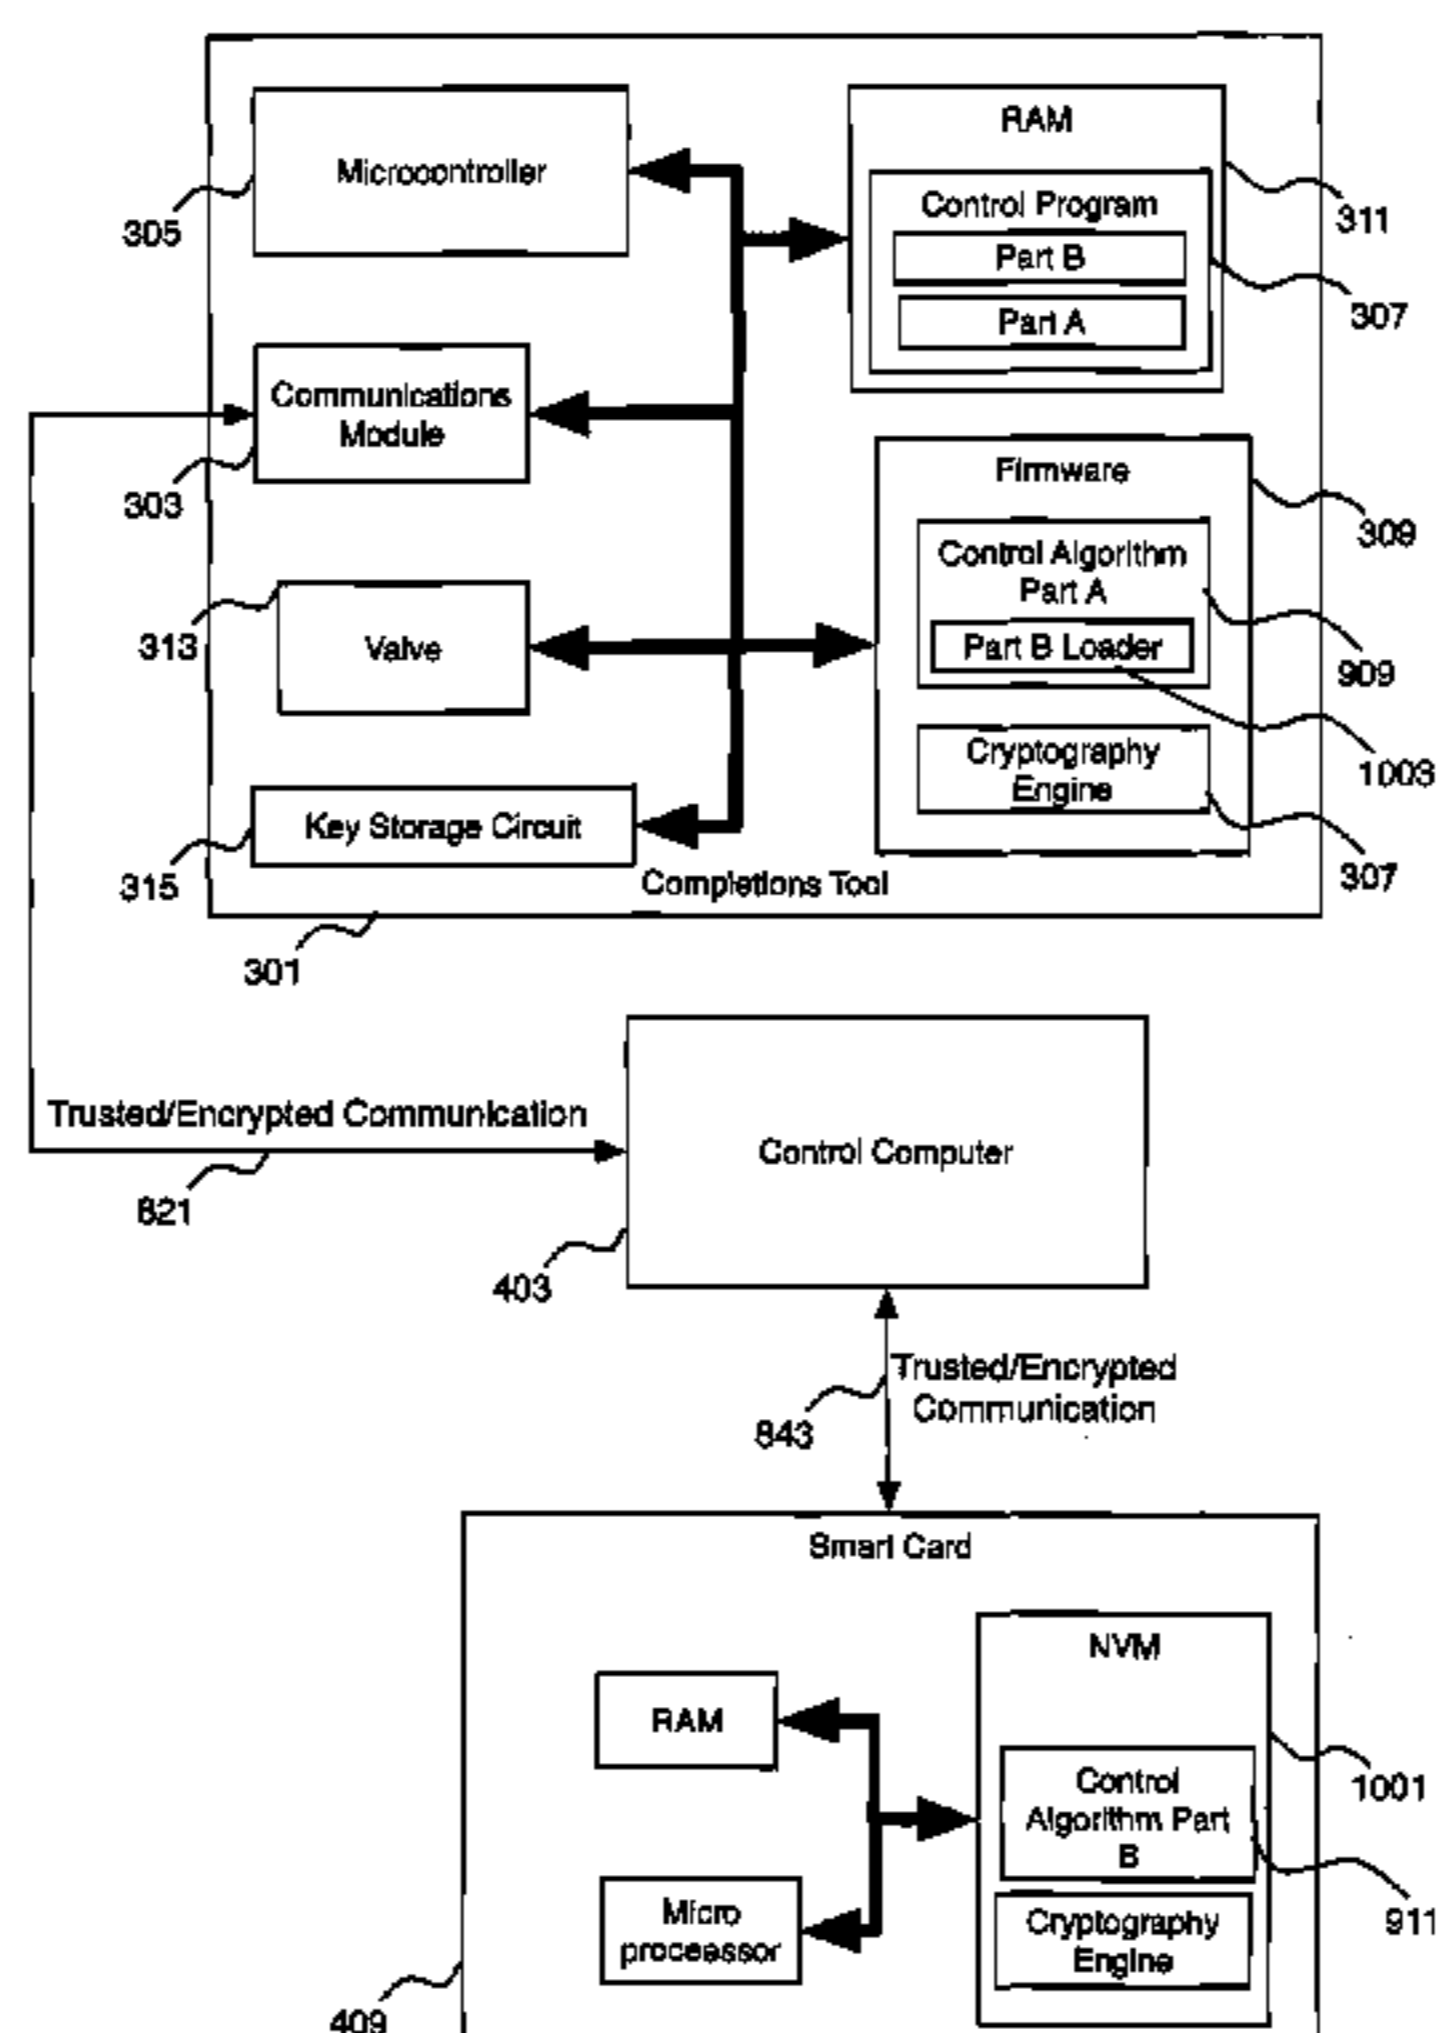 RAM
Microcontroller
Control Program
305
311
Part B
307
Part A
Communications
Module
303
Firmware
309
Control Algorithm
Part A
313
Valve
Part B Loader
909
Cryptography
Engine
1003
Key Storage Circuit
315
307
Completions Tool
301
Trusted/Encrypted Communication
Control Computer
821
403
Trusted/Encrypted
Communication
843
Smart Card
NVM
RAM
Control
Algorithm Part
B
1001
Micro
processor
911
Cryptography
Engine
409